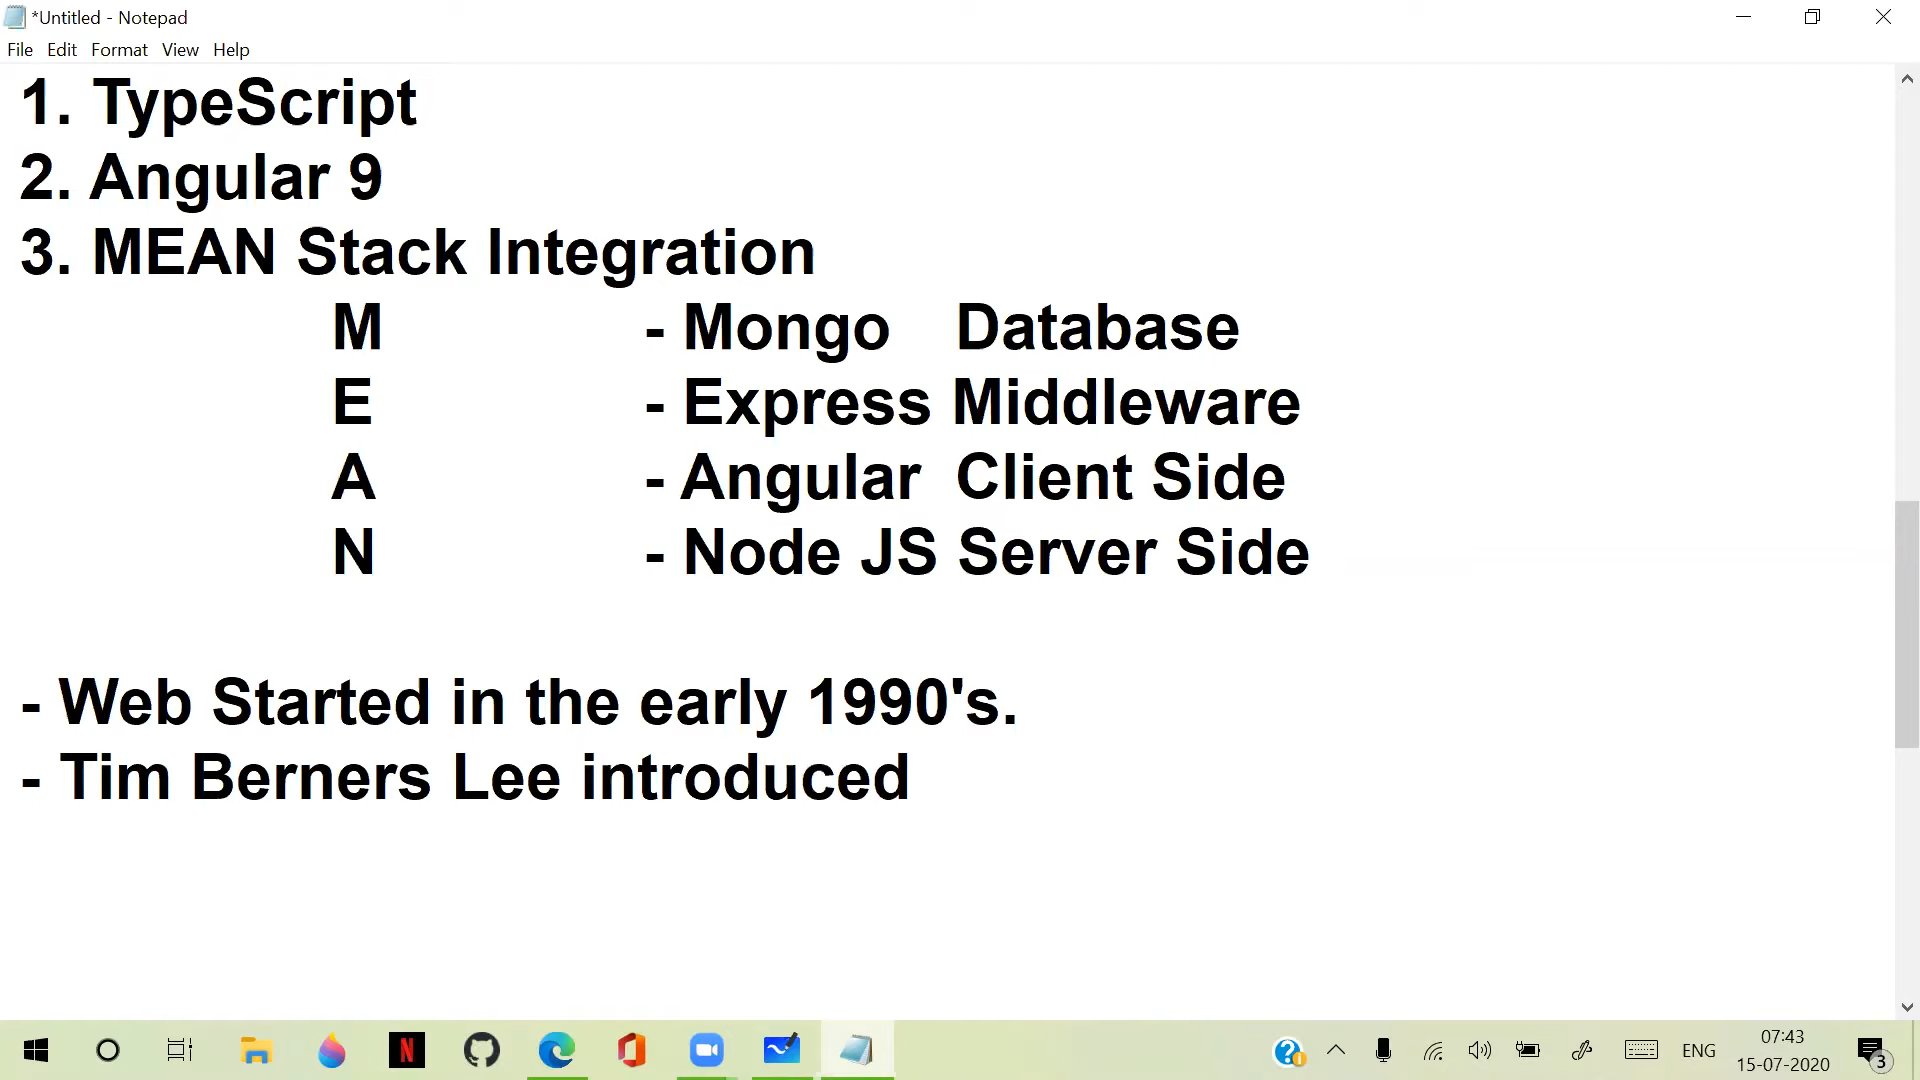 *Untitled - Notepad
File Edit Format View Help
1. TypeScript
2. Angular 9
3. MEAN Stack Integration
M - Mongo Database
E - Express Middleware
A - Angular Client Side
N - Node JS Server Side
- Web Started in the early 1990's.
- Tim Berners Lee introduced
N
ENG
07:43
15-07-2020
3